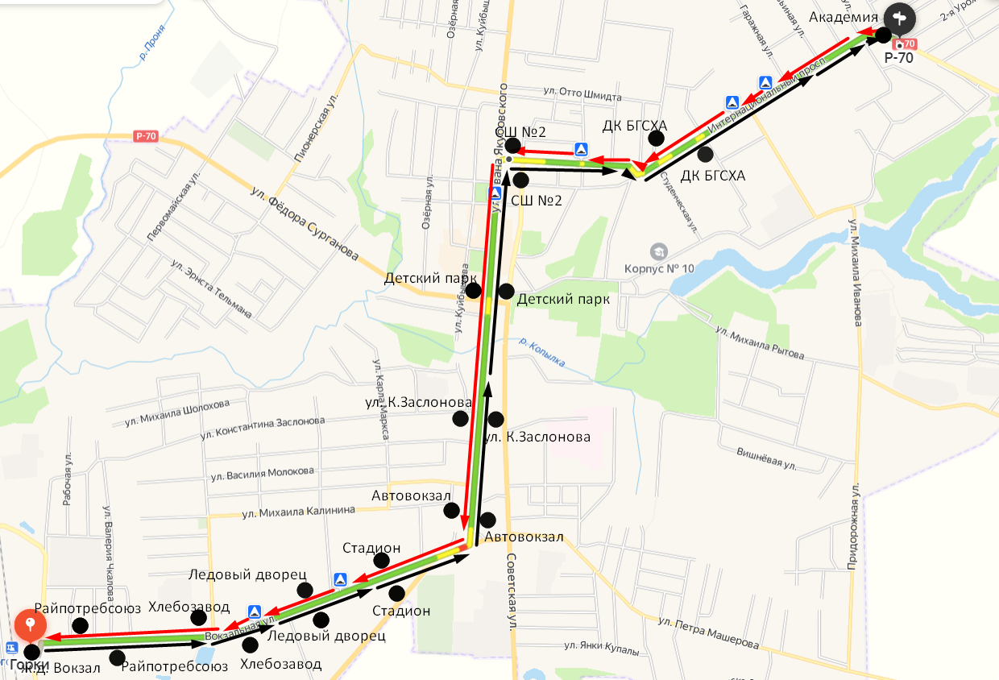 Академия
2-я Уро
Гаражная ул.
ьиная ул.
Озёрная
ул. Куйбыш
р. Проня
Р-70
Р-70
ул. Отто Шмидта
Интернациональный просп.
Пионерская ул.
ДК БГСХА
СШ №2
ул. Ивана Якубовского
Р-70
ДК БГСХА
СШ №2
Студенческая ул.
Первомайская ул.
Озёрная ул.
ул. Фёдора Сурганова
ул. Михаила Иванова
Корпус № 10
ул. Эрнста Тельмана
Детский парк
ул. Куйбышева
Детский парк
р. Копылка
ул. Михаила Рытова
ул. Карла Маркса
ул. К.Заслонова
ул. Михаила Шолохова
ул. Константина Заслонова
ул. К.Заслонова
Вишнёвая ул.
Рабочая ул.
ул. Василия Молокова
Автовокзал
ул. Михаила Калинина
Придорожная ул.
ул. Валерия Чкалова
Автовокзал
Стадион
Советская ул.
Ледовый дворец
Стадион
Райпотребсоюз
Хлебозавод
Вокзальная ул.
Ледовый дворец
ул. Петра Машерова
ул. Янки Купалы
Горки
ж.д. Вокзал
Райпотребсоюз
Хлебозавод